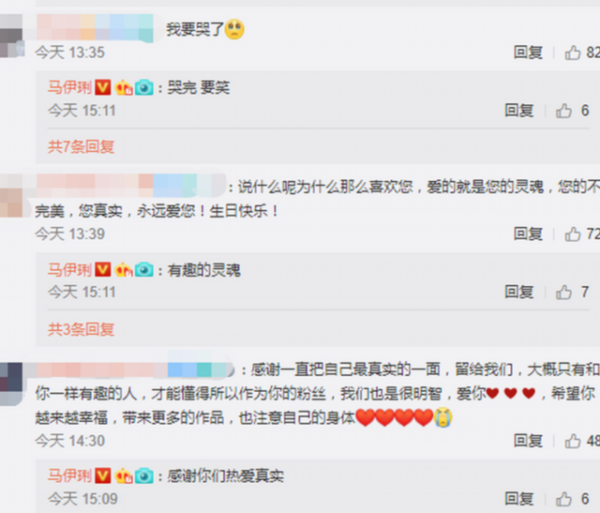 我要哭了🥺
今天 13:35 回复 82
马伊琍：哭完 要笑
今天 15:11 回复 6
共7条回复
：说什么呢为什么那么喜欢您，爱的就是您的灵魂，您的不
完美，您真实，永远爱您！生日快乐！
今天 13:39 回复 72
马伊琍：有趣的灵魂
今天 15:11 回复 7
共3条回复
：感谢一直把自己最真实的一面，留给我们，大概只有和
你一样有趣的人，才能懂得所以作为你的粉丝，我们也是很明智，爱你♥♥♥，希望你
越来越幸福，带来更多的作品，也注意自己的身体❤❤❤❤😭
今天 14:30 回复 48
马伊琍：感谢你们热爱真实
今天 15:09 回复 6